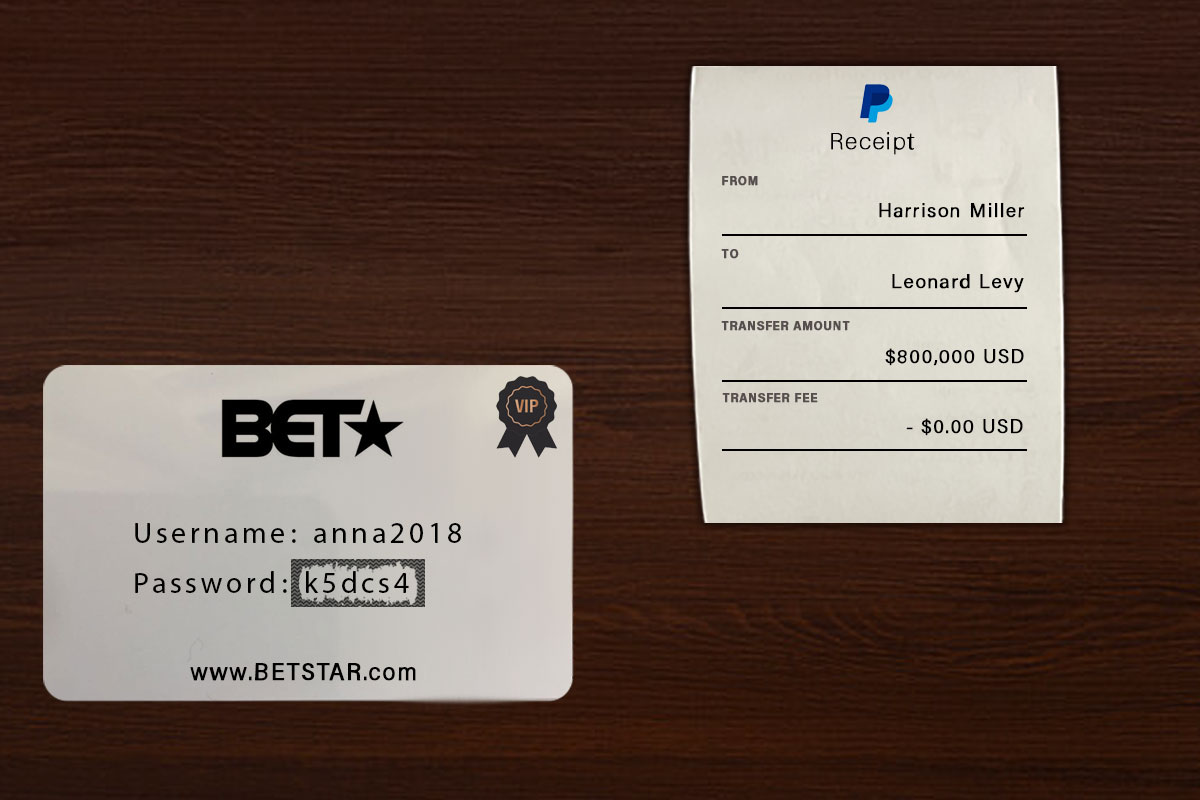 BET
VIP
Username: anna2018
Password: k5dcs4
www.BETSTAR.com
Receipt
FROM
Harrison Miller
TO
Leonard Levy
TRANSFER AMOUNT
$800,000 USD
TRANSFER FEE
- $0.00 USD